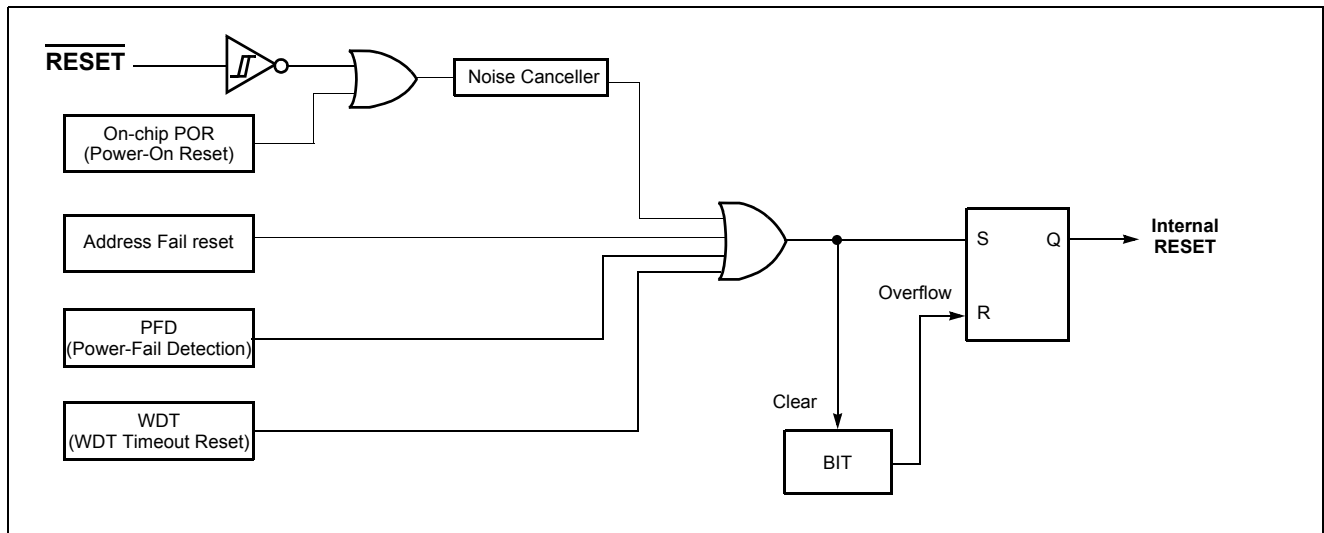 RESET
Noise Canceller
On-chip POR
(Power-On Reset)
Address Fail reset
PFD
(Power-Fail Detection)
WDT
(WDT Timeout Reset)
S
Q
Internal
RESET
Overflow
R
Clear
BIT